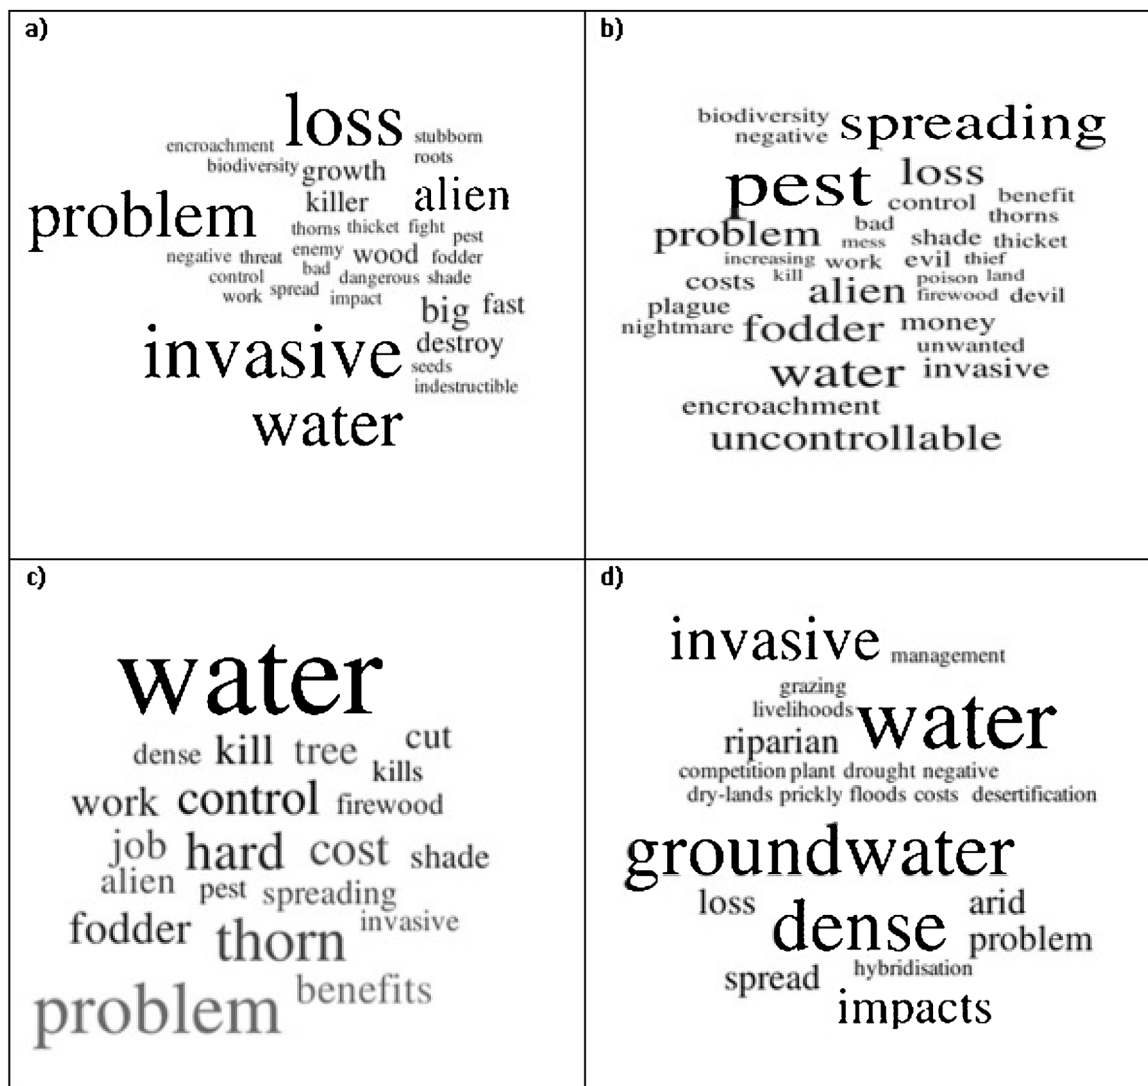 a)
loss
stubborn
encroachment
roots
biodiversity growth
killer alien
problem
thorns thicket fight pest
negative threat enemy wood fodder
control bad dangerous shade
work spread impact
big fast
invasive destroy
seeds
indestructible
water
b)
biodiversity spreading
negative
pest loss
control benefit
thorns
problem bad
mess shade thicket
increasing work evil thief
costs kill alien poison land
firewood devil
plague
nightmare fodder money
unwanted
water invasive
encroachment
uncontrollable
c)
water
dense kill tree cut
kills
work control firewood
job hard cost shade
alien pest spreading
fodder thorn invasive
problem benefits
d)
invasive management
grazing
livelihoods water
riparian
competition plant drought negative
dry-lands prickly floods costs desertification
groundwater
loss dense arid
problem
spread hybridisation
impacts